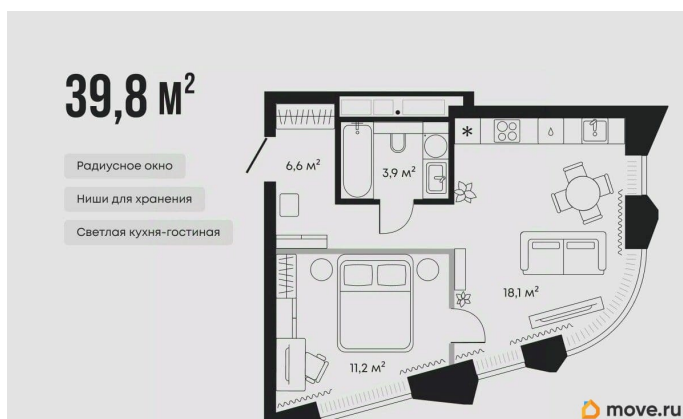 39,8 М²
Радиусное окно
Ниши для хранения
Светлая кухня-гостиная
6,6 м²
3,9 м²
18,1 м²
11,2 м²
move.ru